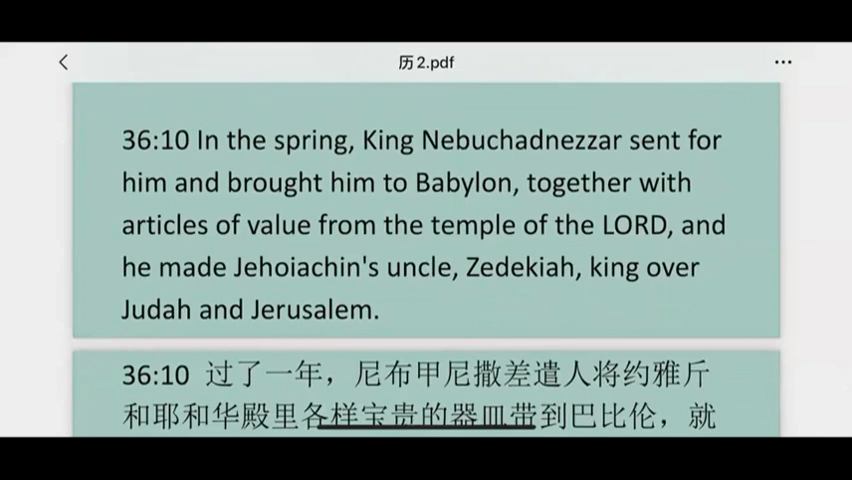 历2.pdf
36:10 In the spring, King Nebuchadnezzar sent for
him and brought him to Babylon, together with
articles of value from the temple of the LORD, and
he made Jehoiachin's uncle, Zedekiah, king over
Judah and Jerusalem.
36:10 过了一年，尼布甲尼撒差遣人将约雅斤
和耶和华殿里各样宝贵的器皿带到巴比伦，就